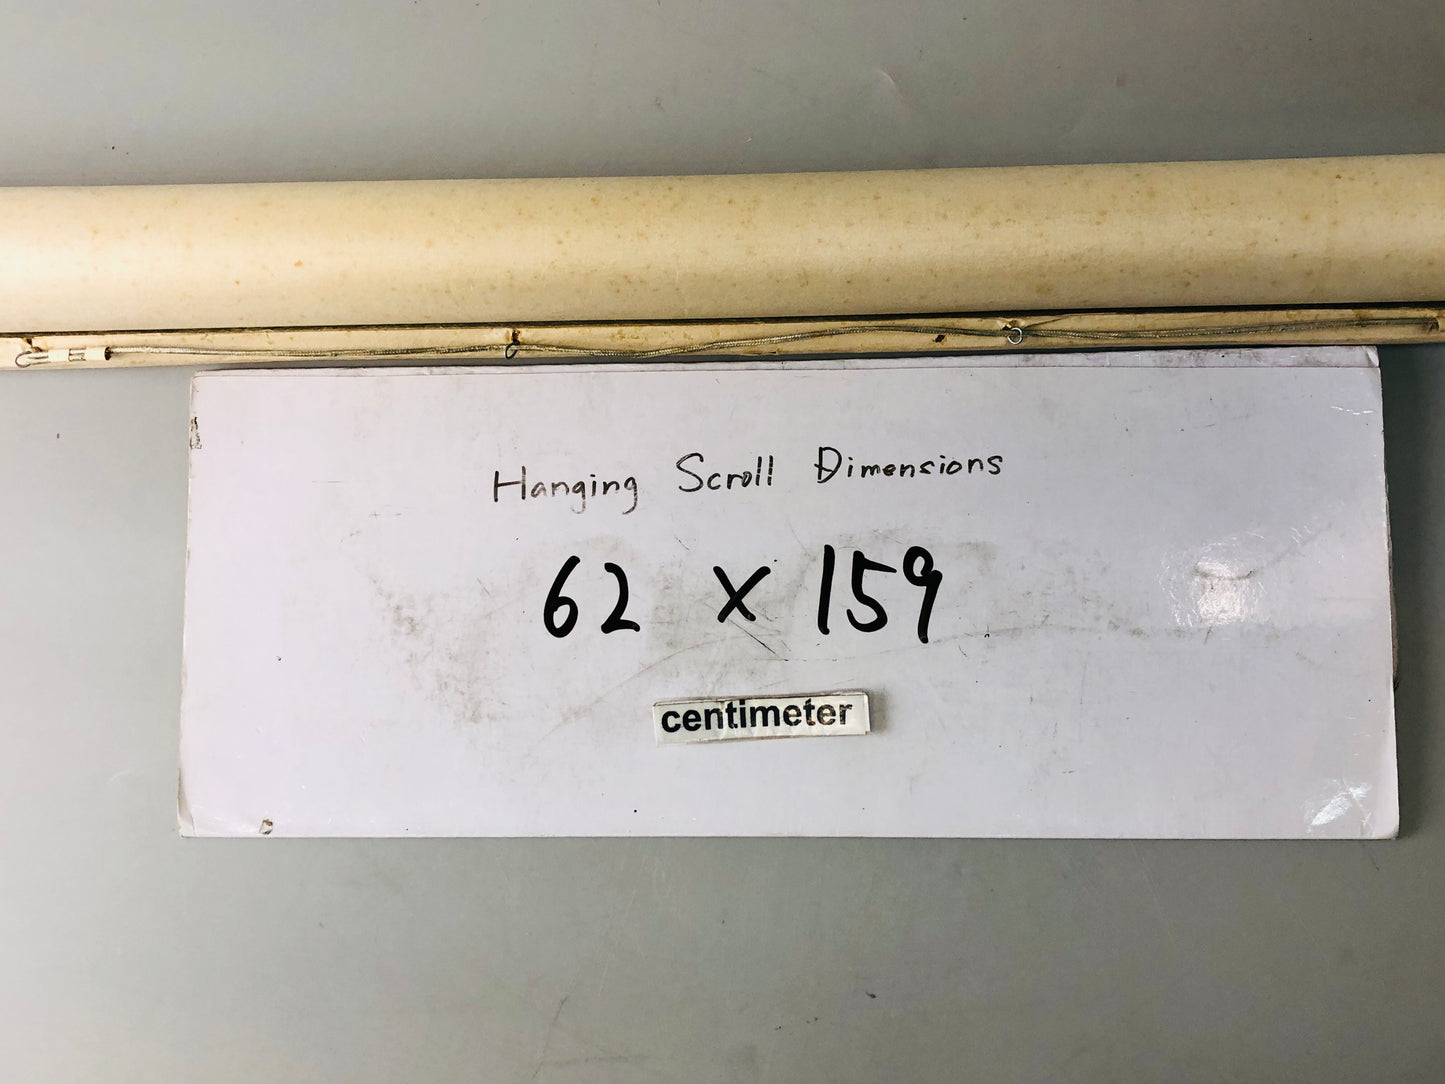 Hanging Scroll Dimensions
62 x 159
centimeter